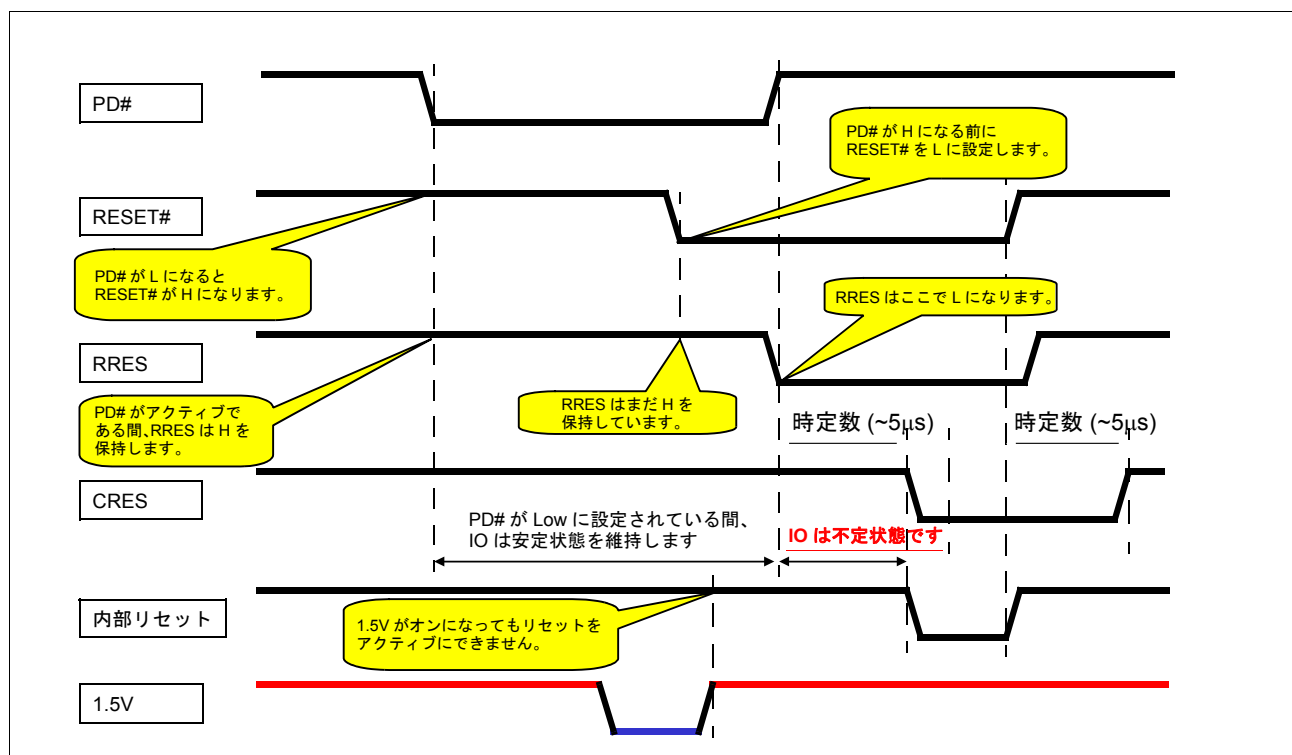 PD#
PD# が H になる前に
RESET# を L に設定します。
RESET#
PD# が L になると
RESET# が H になります。
RRES はここで L になります。
RRES
PD# がアクティブで
ある間、RRES は H を
保持します。
RRES はまだ H を
保持しています。
時定数 (~5μs)
時定数 (~5μs)
CRES
PD# が Low に設定されている間、
IO は安定状態を維持します
IO は不定状態です
内部リセット
1.5V がオンになってもリセットを
アクティブにできません。
1.5V